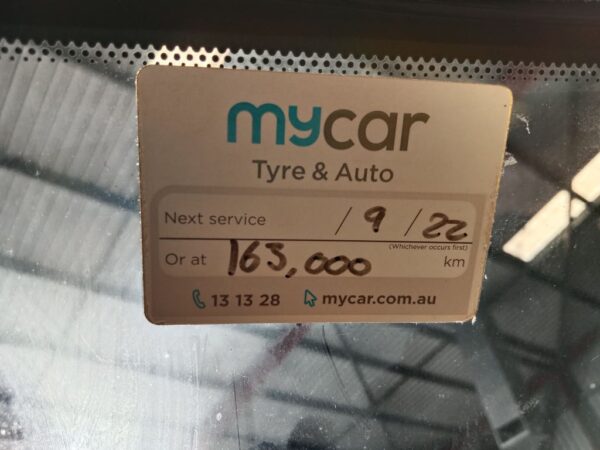 mycar
Tyre & Auto
Next service / 9 / 22
(Whichever occurs first)
Or at 163,000 km
13 13 28 mycar.com.au